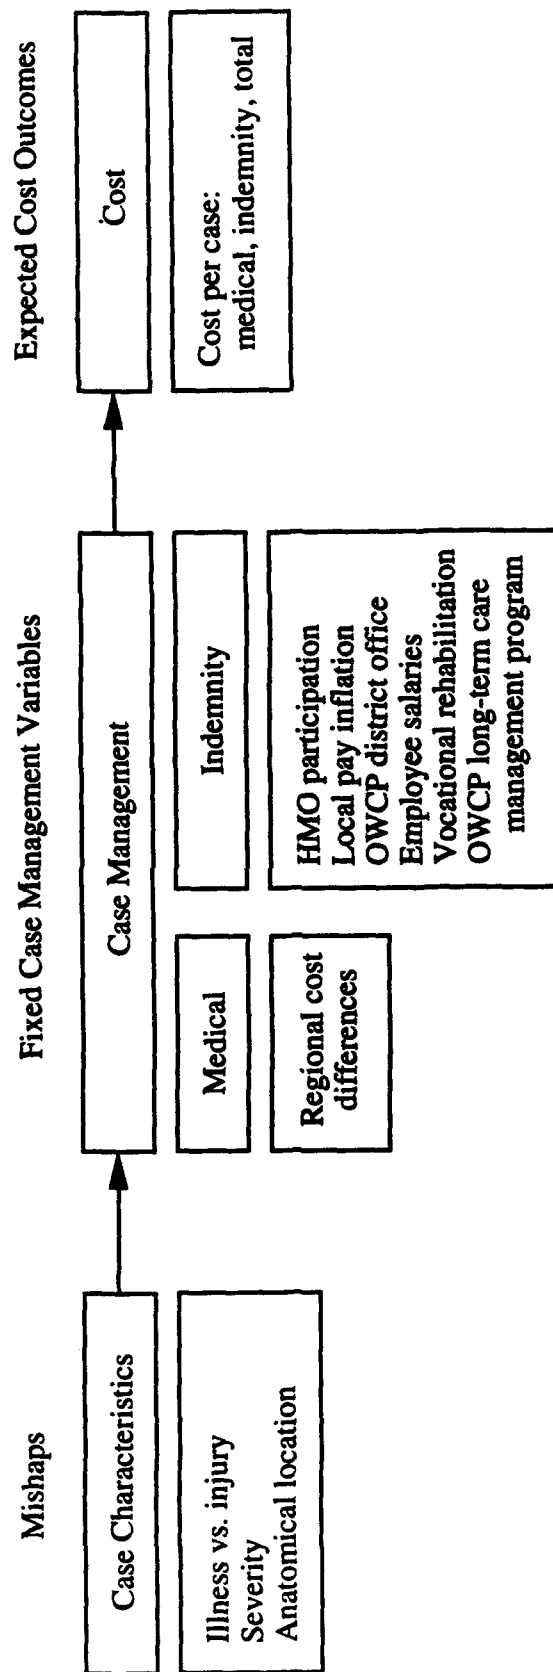 Mishaps
Case Characteristics
Illness vs. injury
Severity
Anatomical location
Fixed Case Management Variables
Case Management
Medical
Regional cost
differences
Indemnity
HMO participation
Local pay inflation
OWCP district office
Employee salaries
Vocational rehabilitation
OWCP long-term care
management program
Expected Cost Outcomes
Cost
Cost per case:
medical, indemnity, total